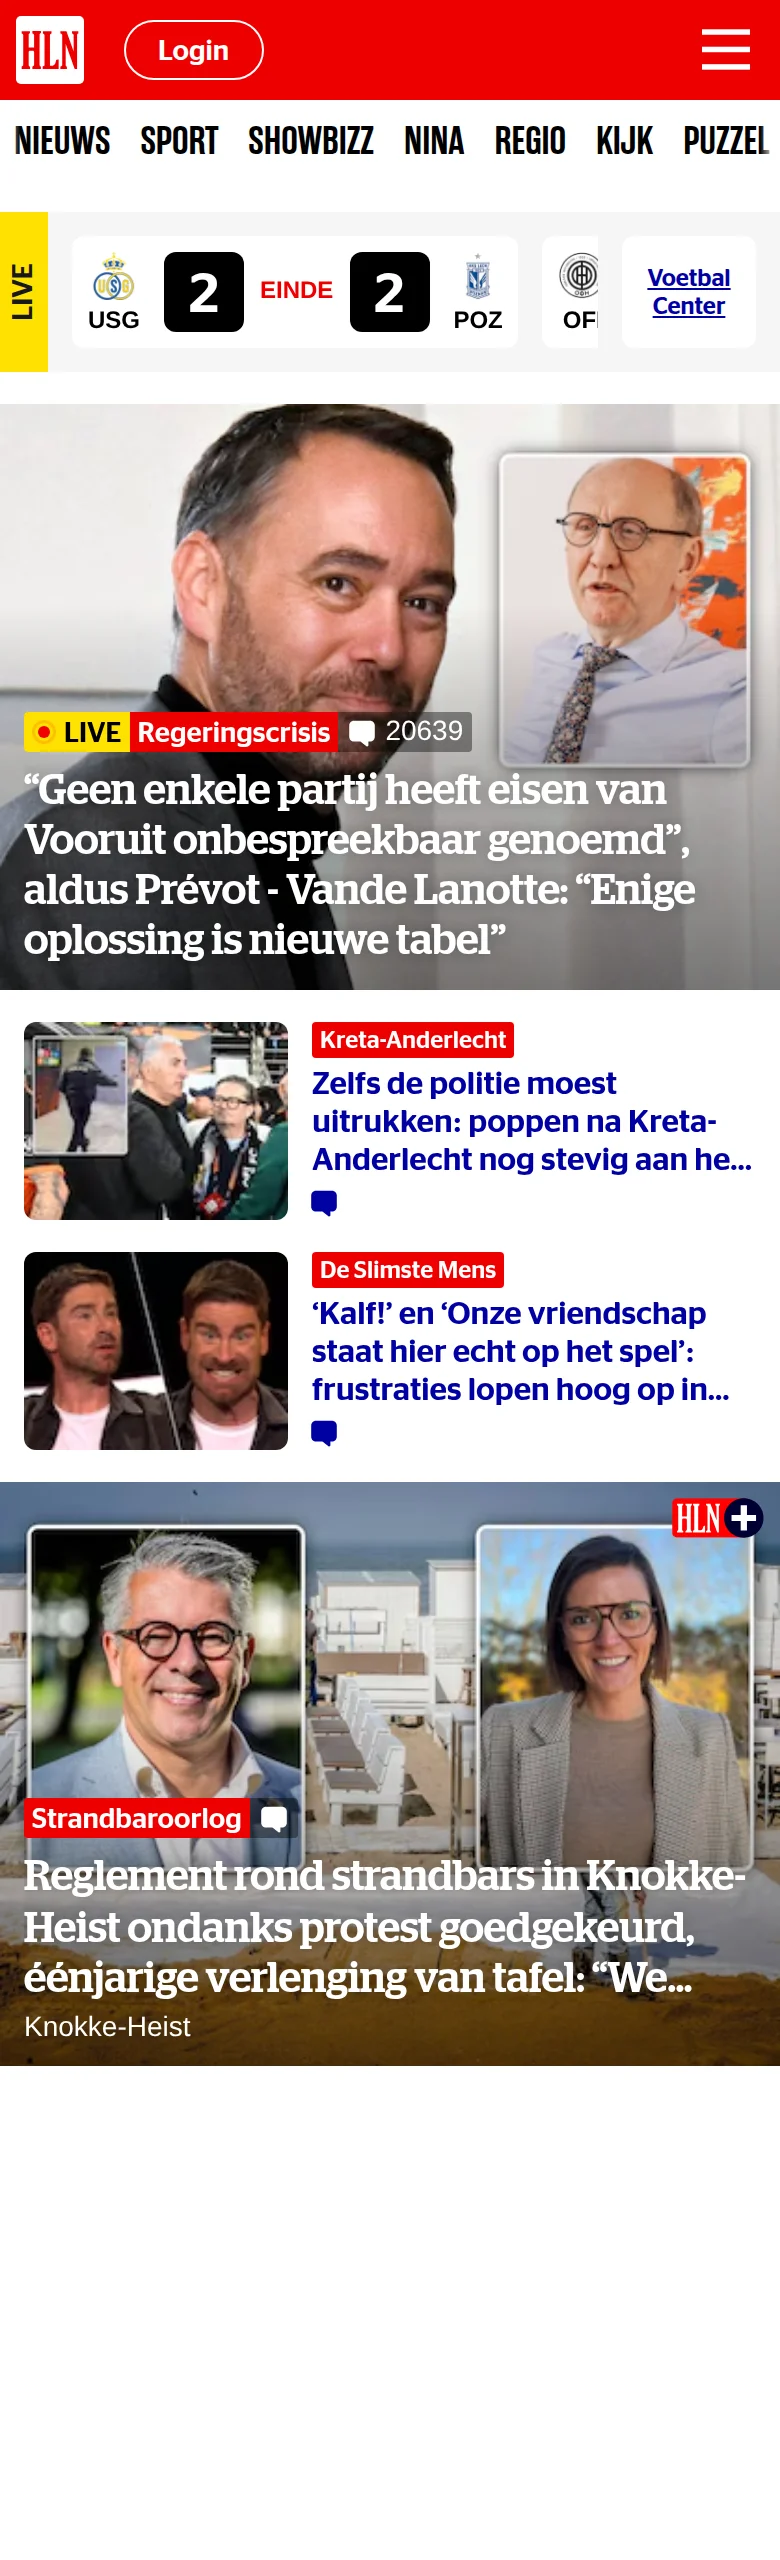 HLN
Login
NIEUWS SPORT SHOWBIZZ NINA REGIO KIJK PUZZEL
LIVE
USG
2
EINDE
2
POZ
OFI
Voetbal
Center
LIVE Regeringscrisis 20639
“Geen enkele partij heeft eisen van
Vooruit onbespreekbaar genoemd”,
aldus Prévot - Vande Lanotte: “Enige
oplossing is nieuwe tabel”
Kreta-Anderlecht
Zelfs de politie moest
uitrukken: poppen na Kreta-
Anderlecht nog stevig aan he...
De Slimste Mens
‘Kalf!’ en ‘Onze vriendschap
staat hier echt op het spel’:
frustraties lopen hoog op in...
HLN+
Strandbaroorlog
Reglement rond strandbars in Knokke-
Heist ondanks protest goedgekeurd,
éénjarige verlenging van tafel: “We...
Knokke-Heist